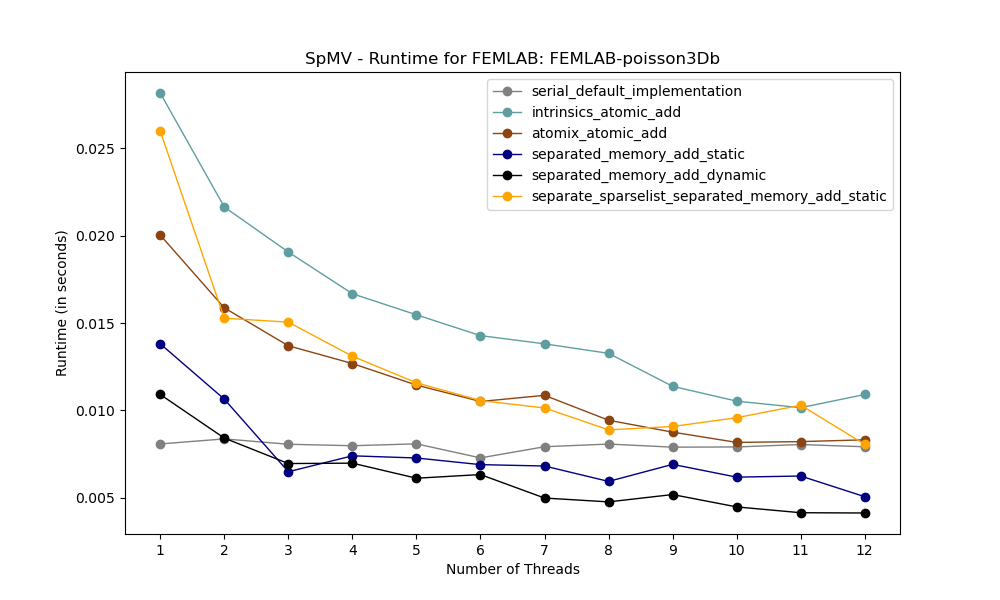 SpMV - Runtime for FEMLAB: FEMLAB-poisson3Db
serial_default_implementation
intrinsics_atomic_add
atomix_atomic_add
separated_memory_add_static
separated_memory_add_dynamic
separate_sparselist_separated_memory_add_static
Runtime (in seconds)
0.025
0.020
0.015
0.010
0.005
1 2 3 4 5 6 7 8 9 10 11 12
Number of Threads